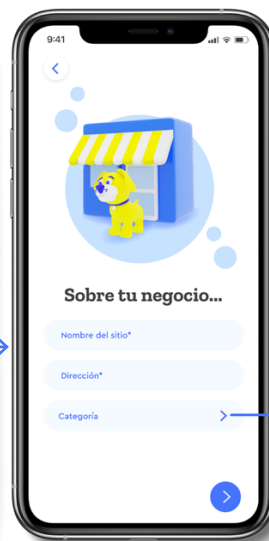 9:41
Sobre tu negocio...
Nombre del sitio*
Dirección*
Categoría